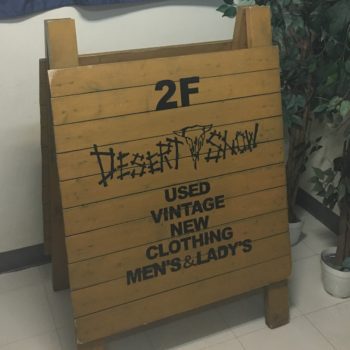 2F
DESERT SNOW
USED
VINTAGE
NEW
CLOTHING
MEN'S&LADY'S